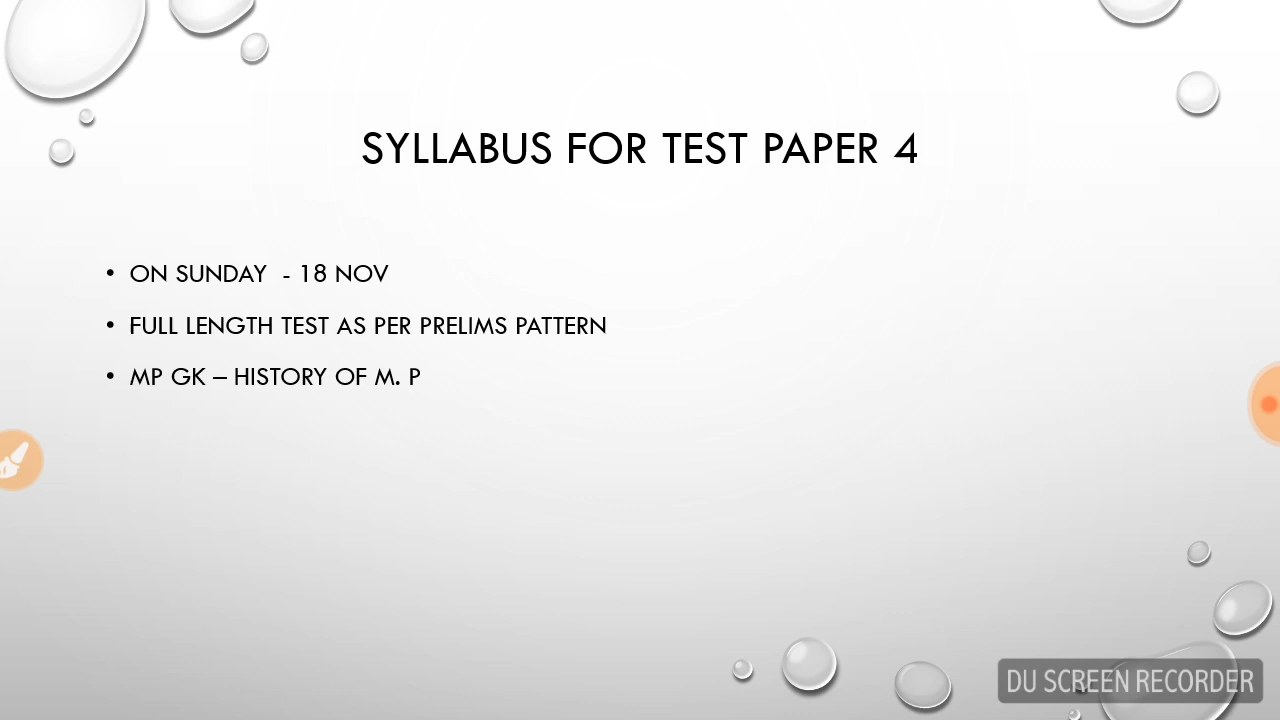 SYLLABUS FOR TEST PAPER 4
• ON SUNDAY - 18 NOV
• FULL LENGTH TEST AS PER PRELIMS PATTERN
• MP GK – HISTORY OF M. P
DU SCREEN RECORDER